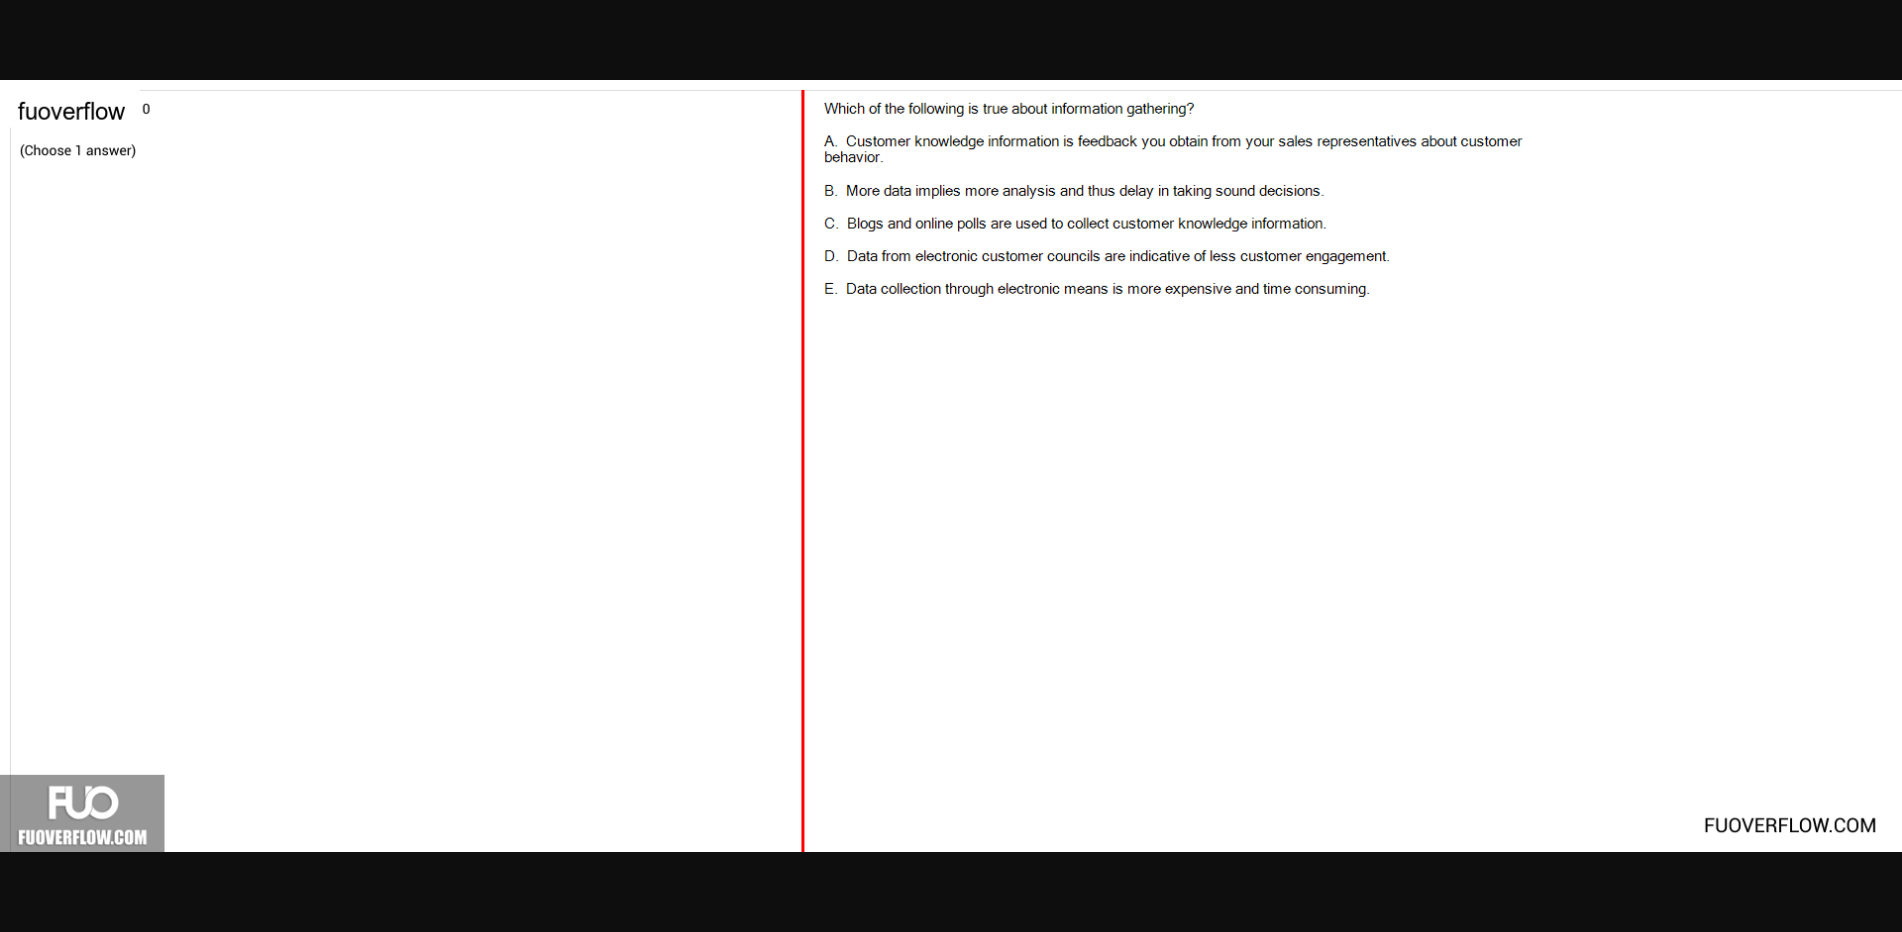 fuoverflow 0
(Choose 1 answer)
Which of the following is true about information gathering?
A. Customer knowledge information is feedback you obtain from your sales representatives about customer
behavior.
B. More data implies more analysis and thus delay in taking sound decisions.
C. Blogs and online polls are used to collect customer knowledge information.
D. Data from electronic customer councils are indicative of less customer engagement.
E. Data collection through electronic means is more expensive and time consuming.
FUO
FUOVERFLOW.COM
FUOVERFLOW.COM